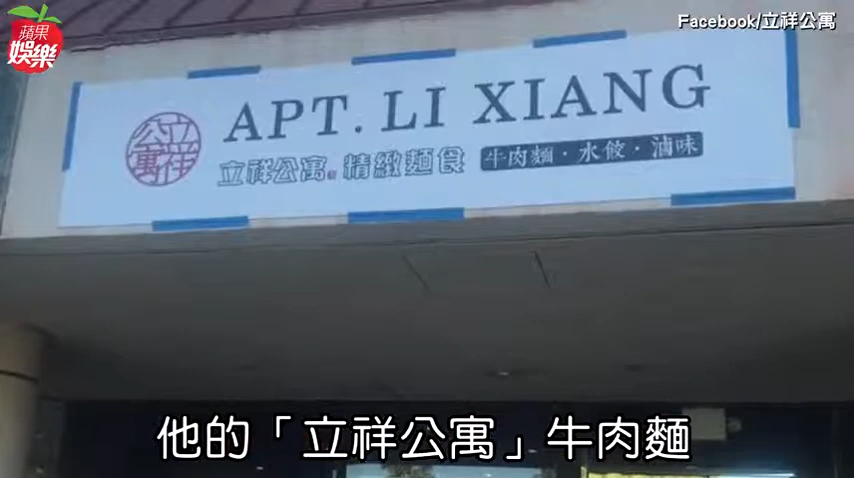 蘋果
娛樂
Facebook/立祥公寓
立祥公寓
APT. LI XIANG
立祥公寓 精緻麵食 牛肉麵・水餃・滷味
他的「立祥公寓」牛肉麵